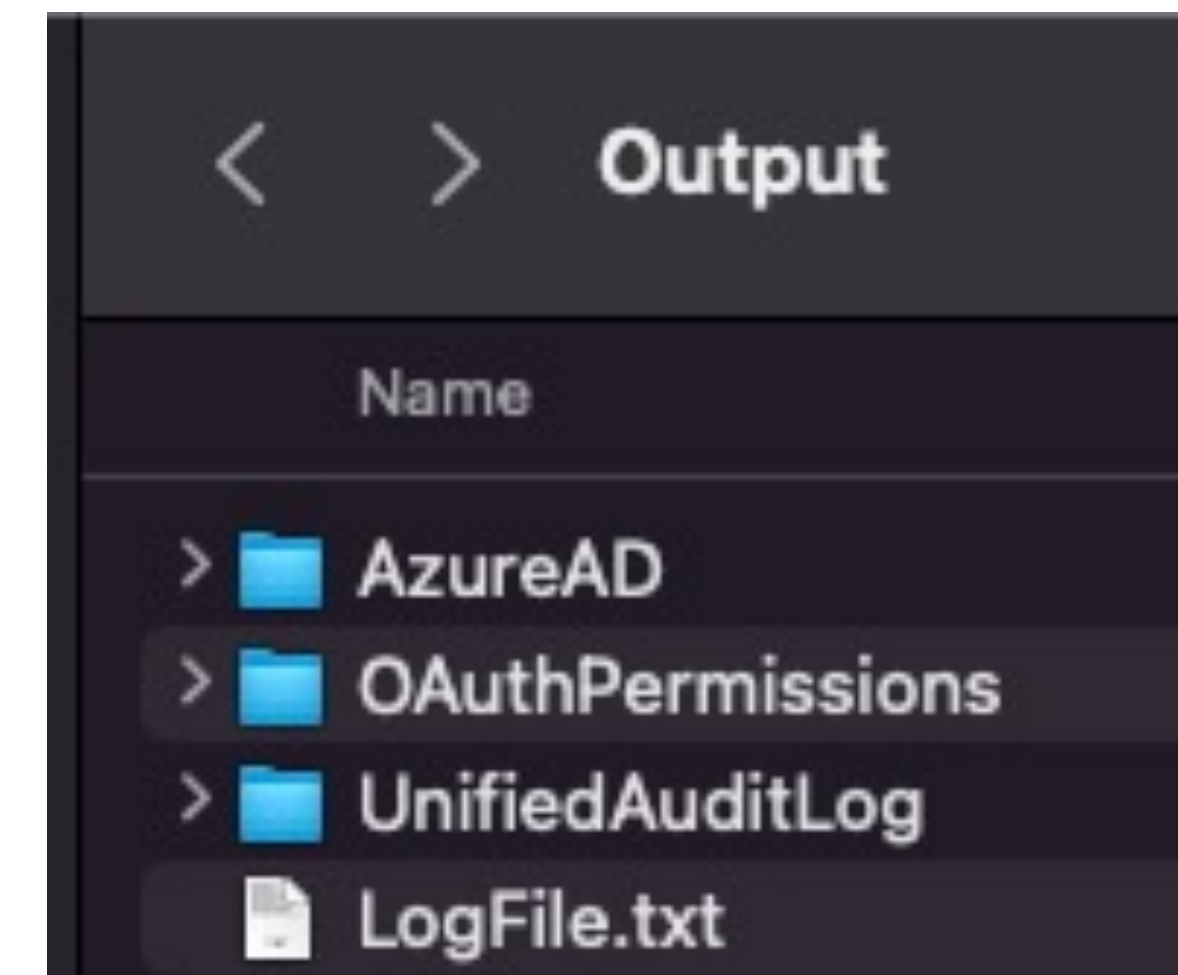 Output
Name
AzureAD
OAuthPermissions
UnifiedAuditLog
LogFile.txt